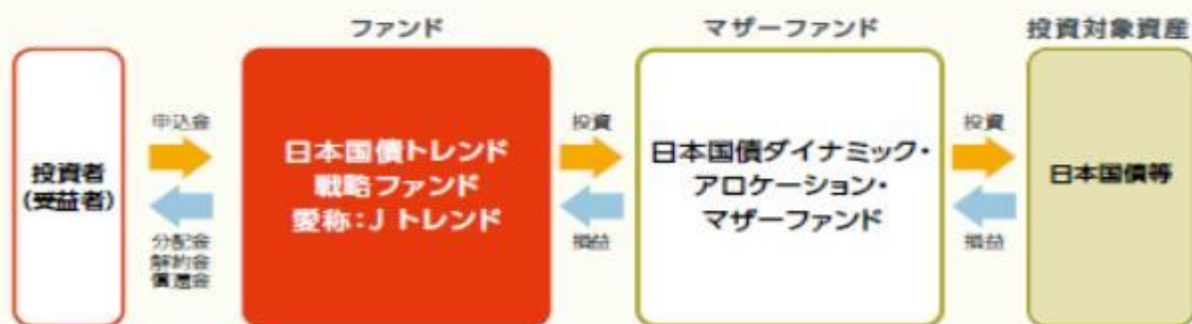 ファンド
マザーファンド
投資対象資産
投資者
(受益者)
申込金
分配金
解約金
償還金
日本国債トレンド
戦略ファンド
愛称:J トレンド
投資
損益
日本国債ダイナミック・
アロケーション・
マザーファンド
投資
損益
日本国債等